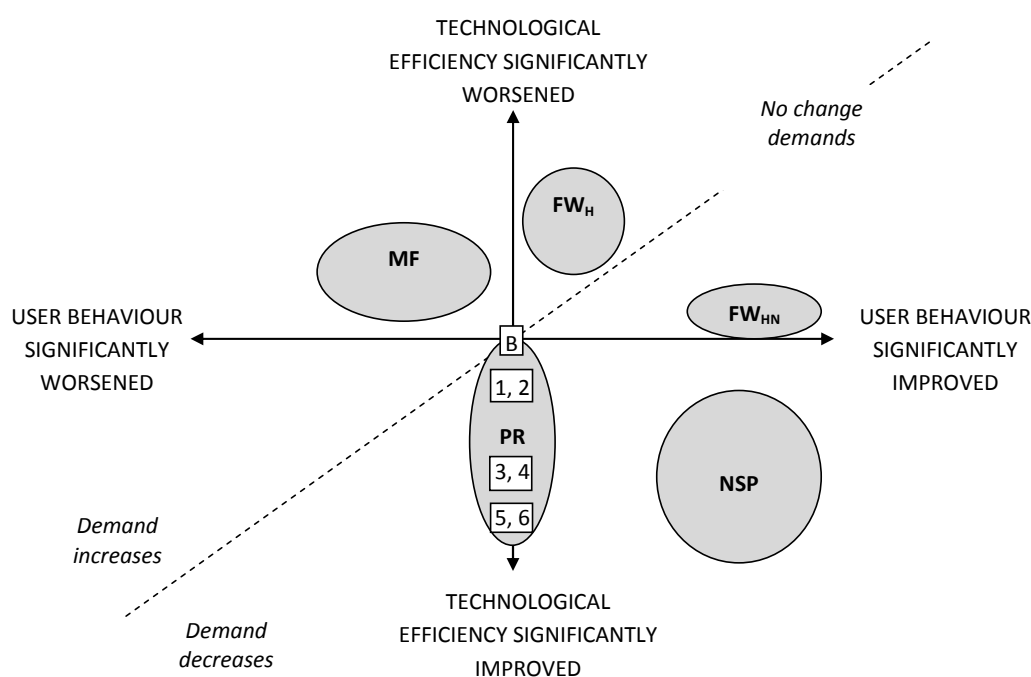 TECHNOLOGICAL
EFFICIENCY SIGNIFICANTLY
WORSENED
No change
demands
FW_H
MF
USER BEHAVIOUR
SIGNIFICANTLY
WORSENED
B
FW_HN
USER BEHAVIOUR
SIGNIFICANTLY
IMPROVED
1, 2
PR
3, 4
NSP
5, 6
Demand
increases
Demand
decreases
TECHNOLOGICAL
EFFICIENCY SIGNIFICANTLY
IMPROVED